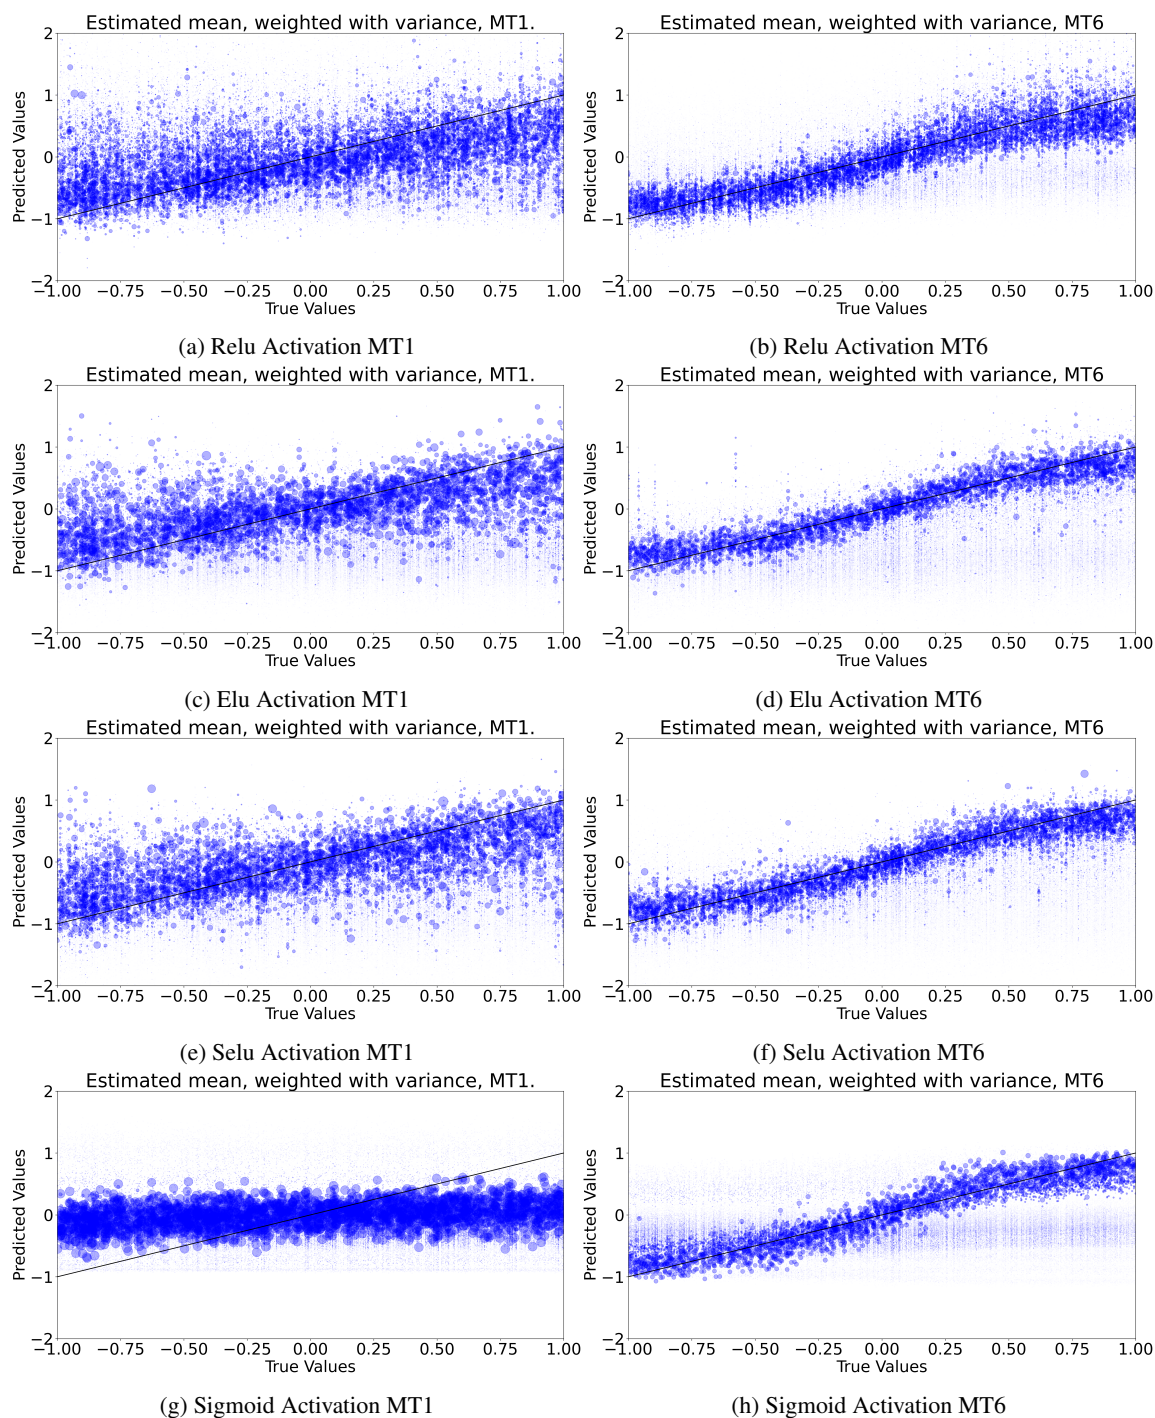 Estimated mean, weighted with variance, MT1.
Predicted Values
2
1
0
−1
−2
−1.00 −0.75 −0.50 −0.25 0.00 0.25 0.50 0.75 1.00
True Values
(a) Relu Activation MT1
Estimated mean, weighted with variance, MT6
Predicted Values
2
1
0
−1
−2
−1.00 −0.75 −0.50 −0.25 0.00 0.25 0.50 0.75 1.00
True Values
(b) Relu Activation MT6
Estimated mean, weighted with variance, MT1.
Predicted Values
2
1
0
−1
−2
−1.00 −0.75 −0.50 −0.25 0.00 0.25 0.50 0.75 1.00
True Values
(c) Elu Activation MT1
Estimated mean, weighted with variance, MT6
Predicted Values
2
1
0
−1
−2
−1.00 −0.75 −0.50 −0.25 0.00 0.25 0.50 0.75 1.00
True Values
(d) Elu Activation MT6
Estimated mean, weighted with variance, MT1.
Predicted Values
2
1
0
−1
−2
−1.00 −0.75 −0.50 −0.25 0.00 0.25 0.50 0.75 1.00
True Values
(e) Selu Activation MT1
Estimated mean, weighted with variance, MT6
Predicted Values
2
1
0
−1
−2
−1.00 −0.75 −0.50 −0.25 0.00 0.25 0.50 0.75 1.00
True Values
(f) Selu Activation MT6
Estimated mean, weighted with variance, MT1.
Predicted Values
2
1
0
−1
−2
−1.00 −0.75 −0.50 −0.25 0.00 0.25 0.50 0.75 1.00
True Values
(g) Sigmoid Activation MT1
Estimated mean, weighted with variance, MT6
Predicted Values
2
1
0
−1
−2
−1.00 −0.75 −0.50 −0.25 0.00 0.25 0.50 0.75 1.00
True Values
(h) Sigmoid Activation MT6